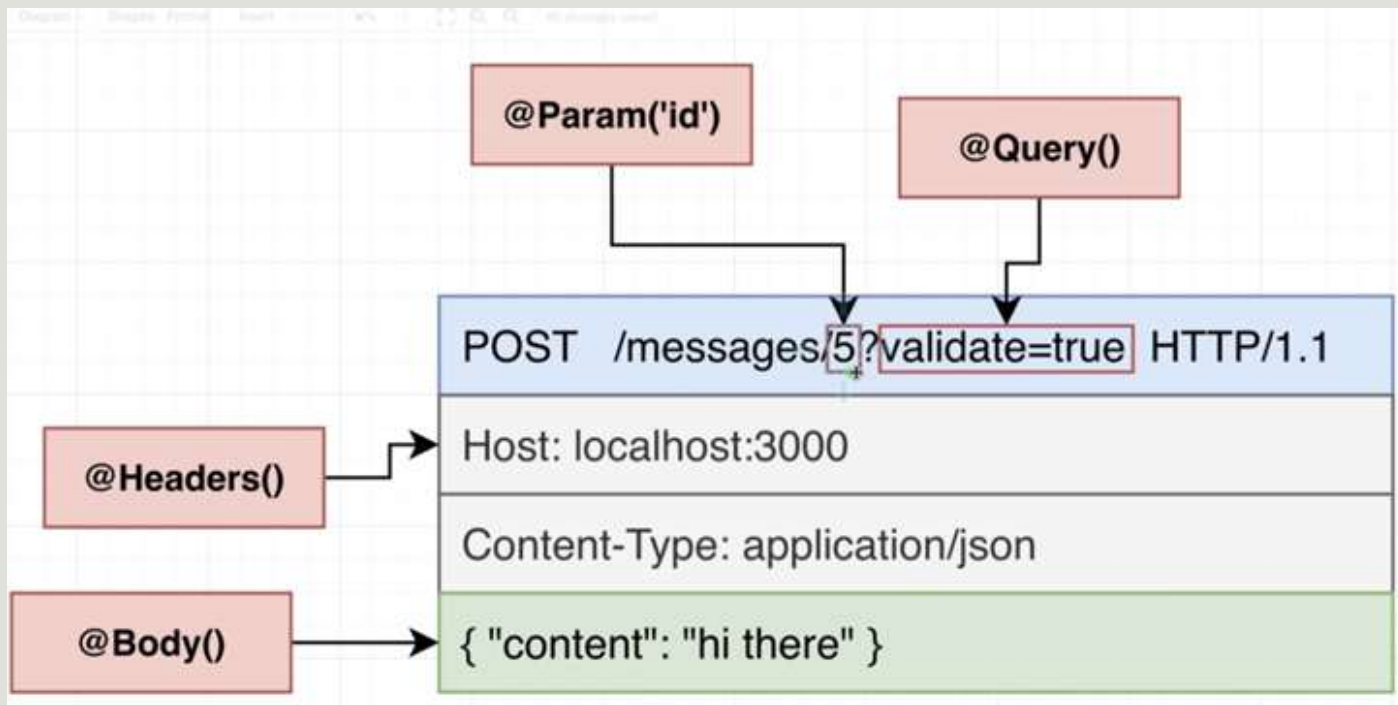 @Param('id')
@Query()
POST /messages/5?validate=true HTTP/1.1
@Headers()
Host: localhost:3000
Content-Type: application/json
@Body()
{ "content": "hi there" }